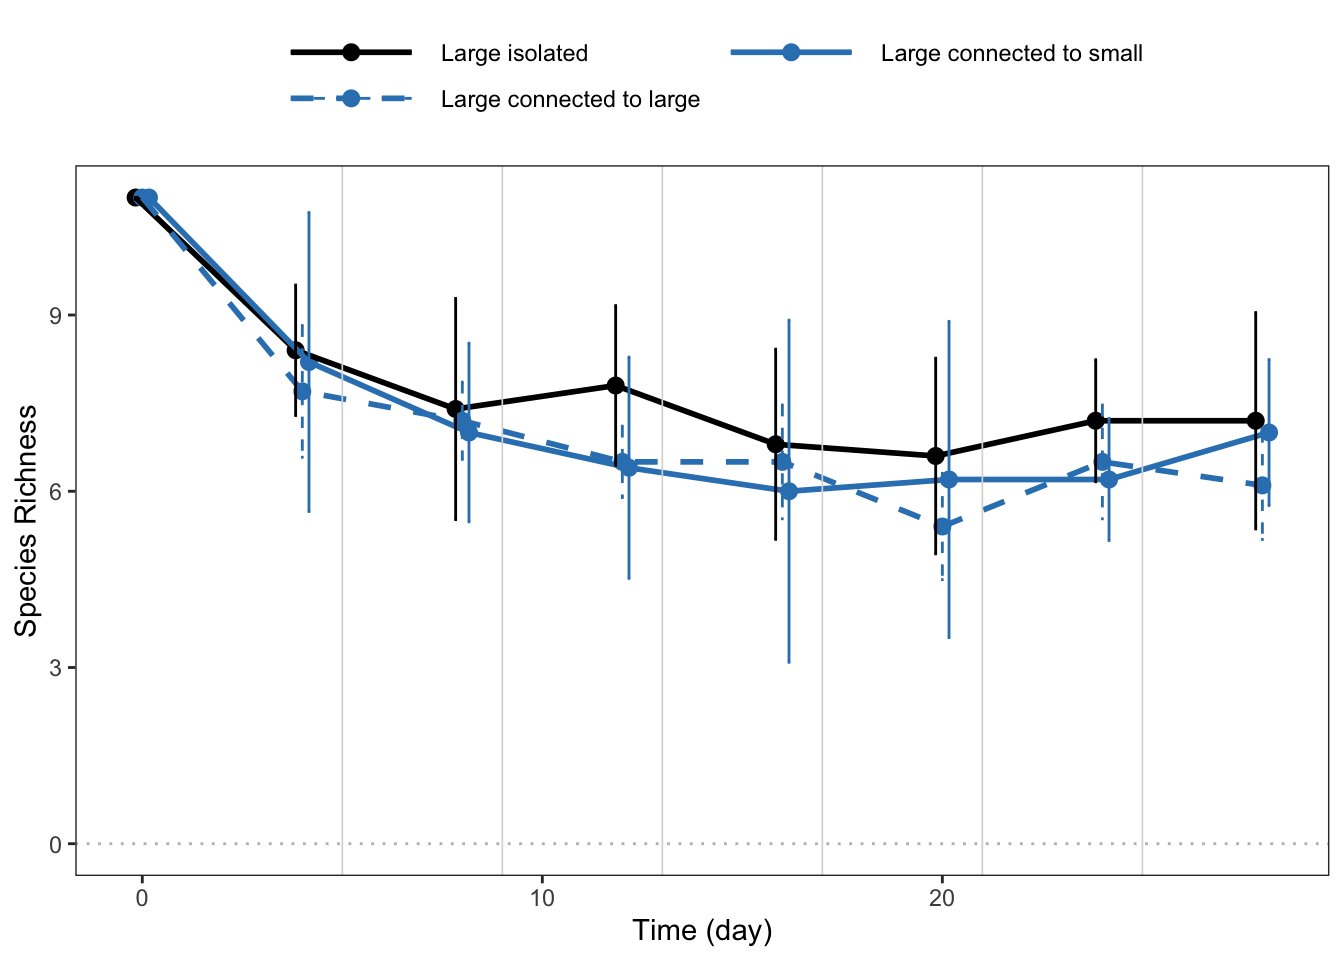 Large isolated
Large connected to small
Large connected to large
9
6
3
0
Species Richness
0
10
20
Time (day)